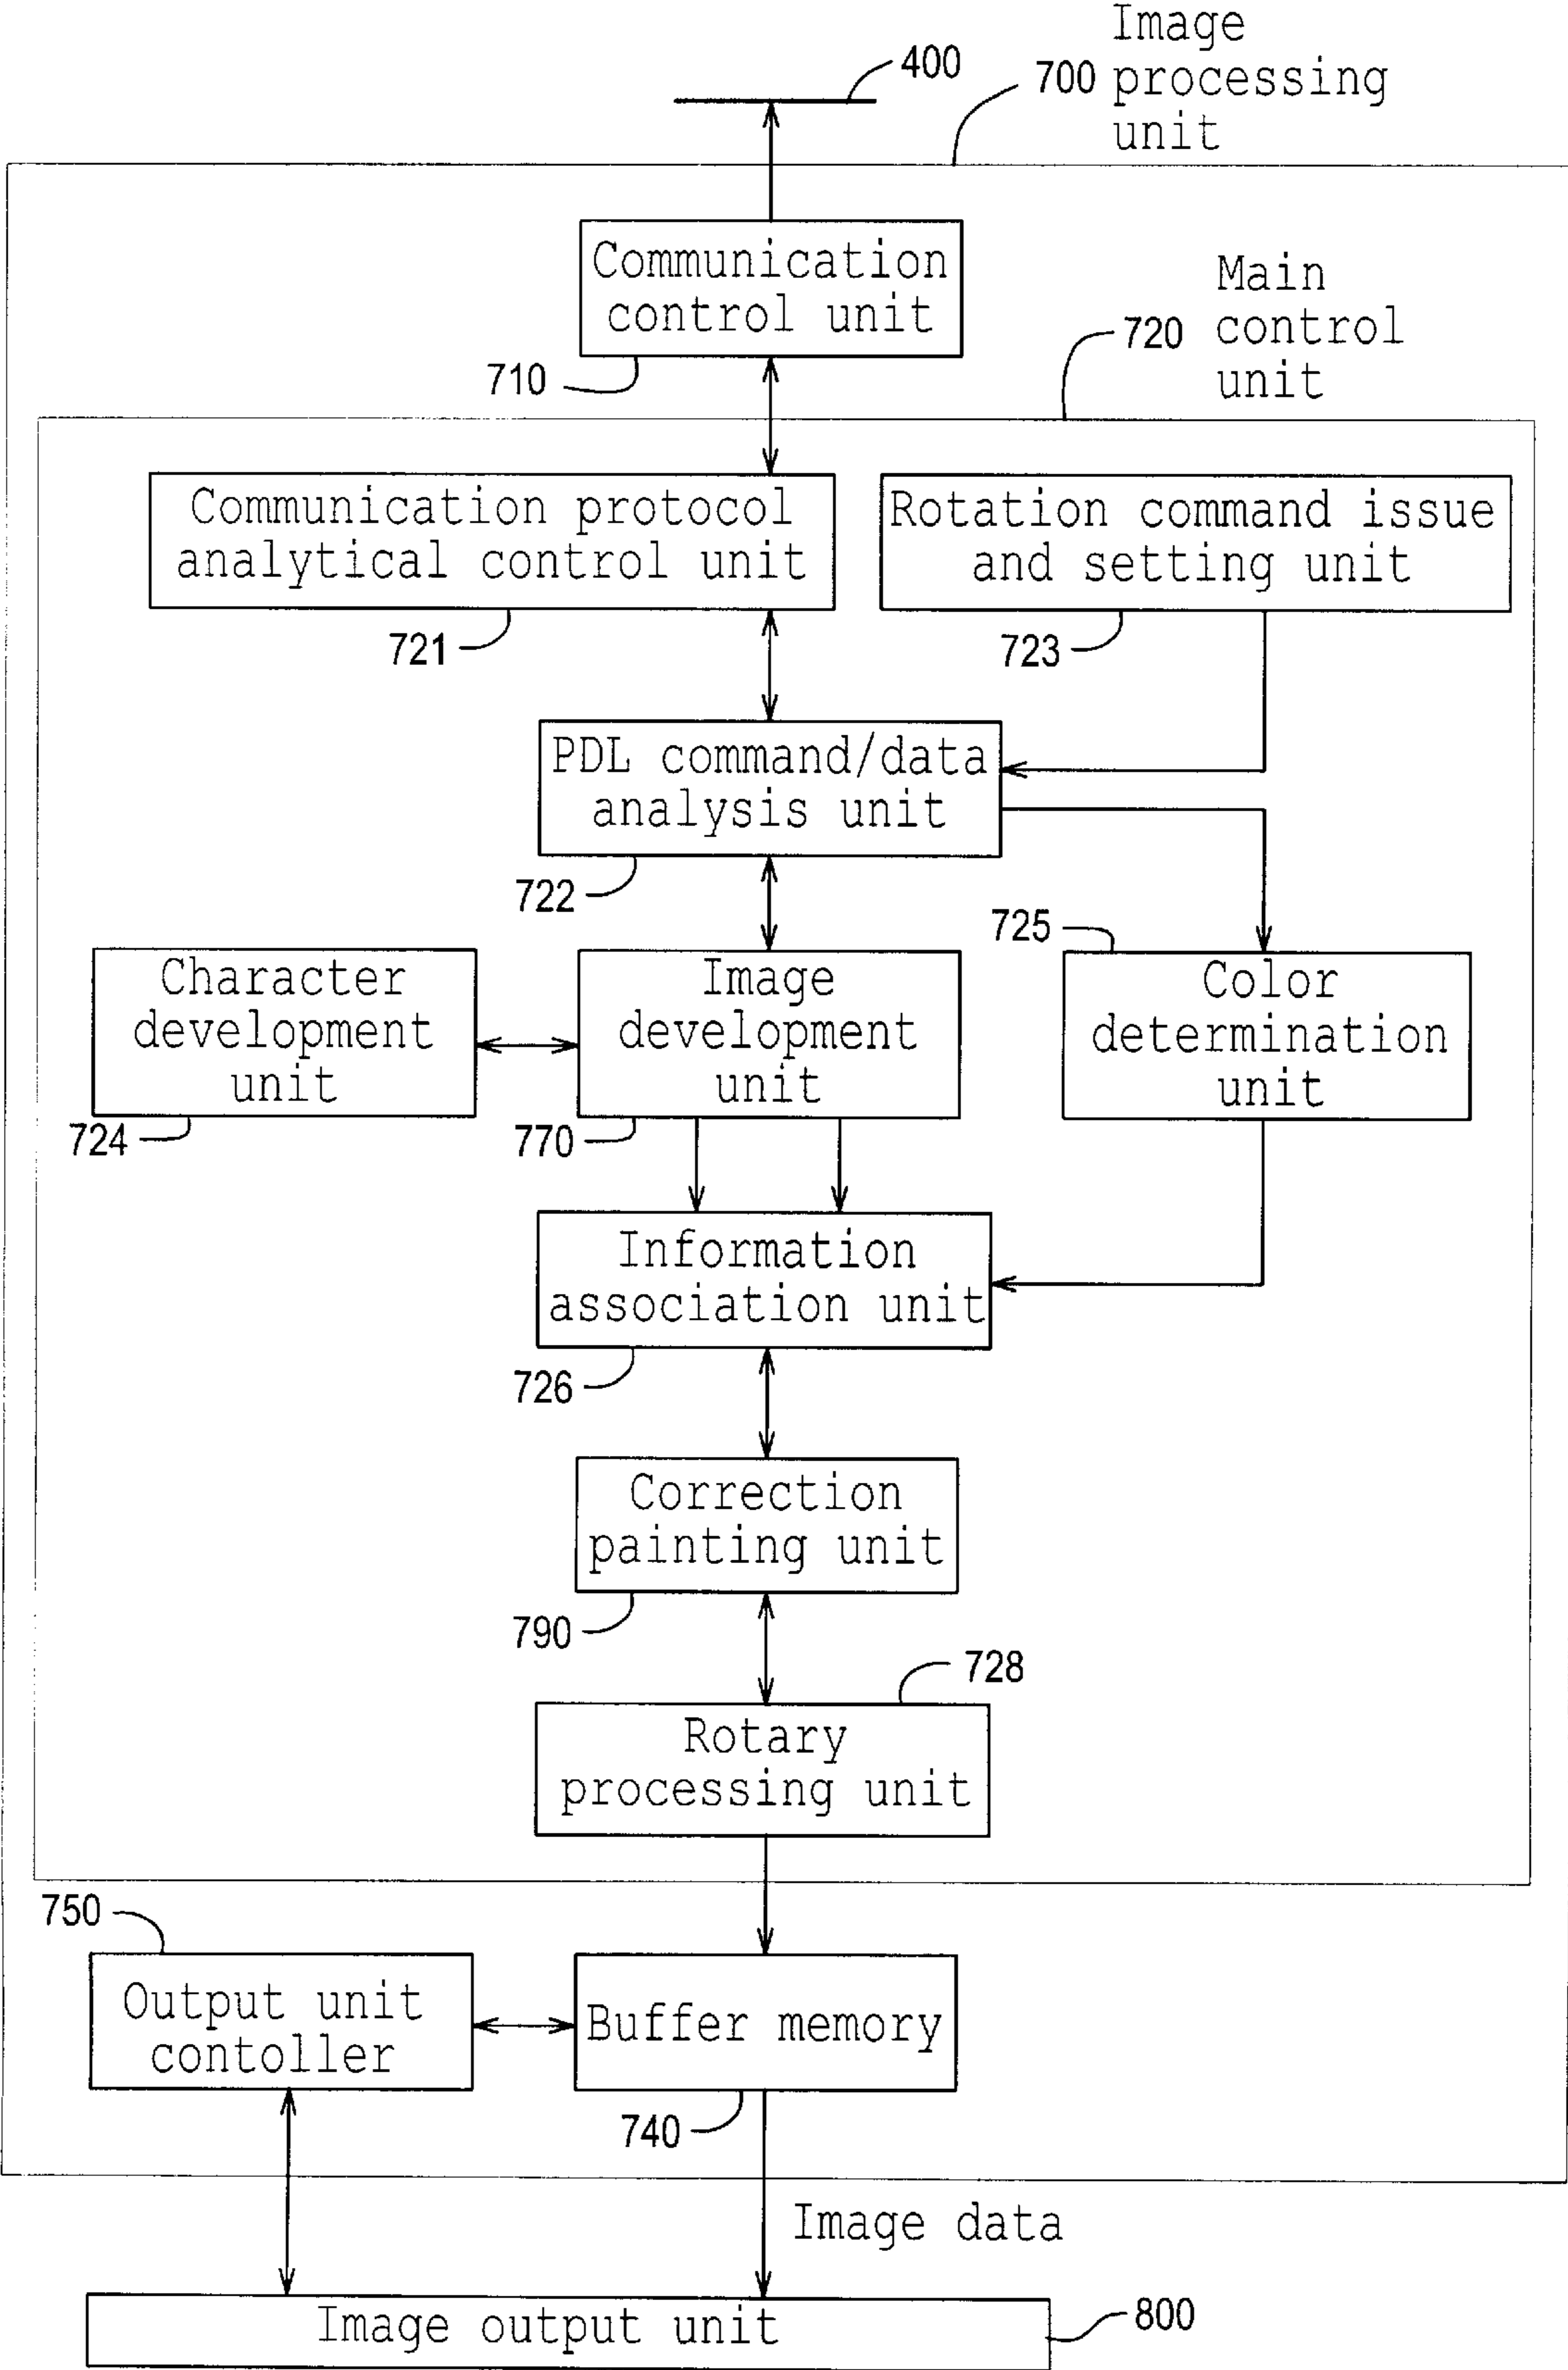 400
700
Image
processing
unit
Communication
control unit
710
720
Main
control
unit
Communication protocol
analytical control unit
721
Rotation command issue
and setting unit
723
PDL command/data
analysis unit
722
725
Character
development
unit
724
Image
development
unit
770
Color
determination
unit
Information
association unit
726
Correction
painting unit
790
728
Rotary
processing unit
750
Output unit
contoller
Buffer memory
740
Image data
Image output unit
800